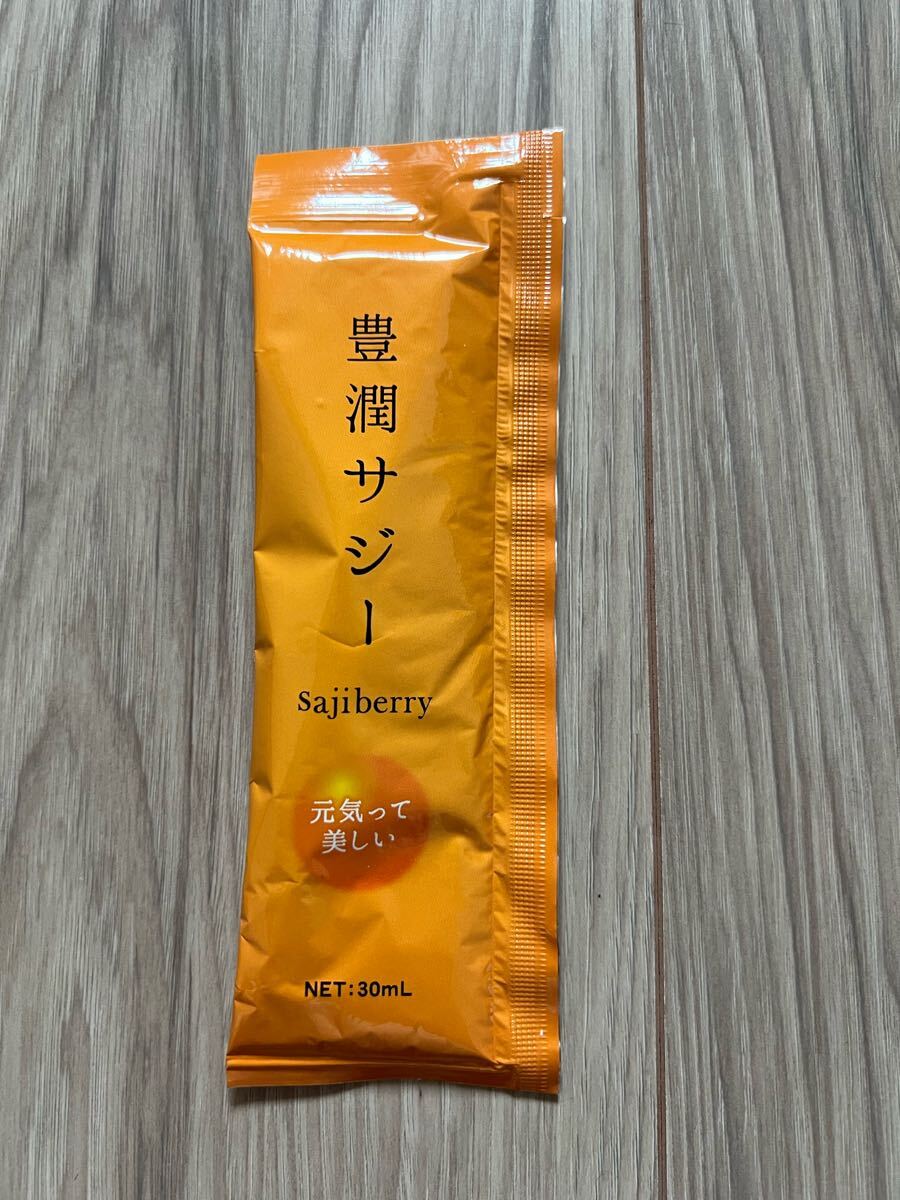 豊潤サジー
sajiberry
元気って
美しい
NET:30mL